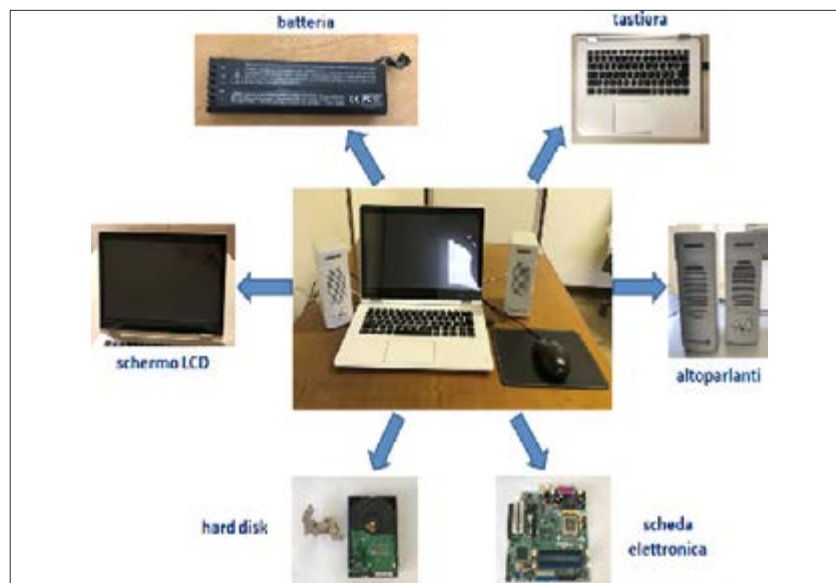 batteria
tastiera
schermo LCD
altoparlanti
hard disk
scheda
elettronica